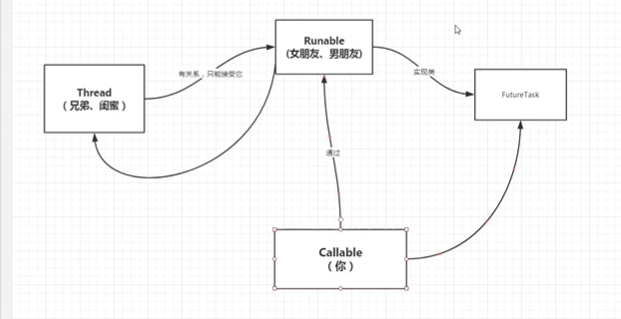 Runable
(女朋友、男朋友)
有关系，只能接受它
实现类
Thread
（兄弟、闺蜜）
FutureTask
通过
Callable
（你）